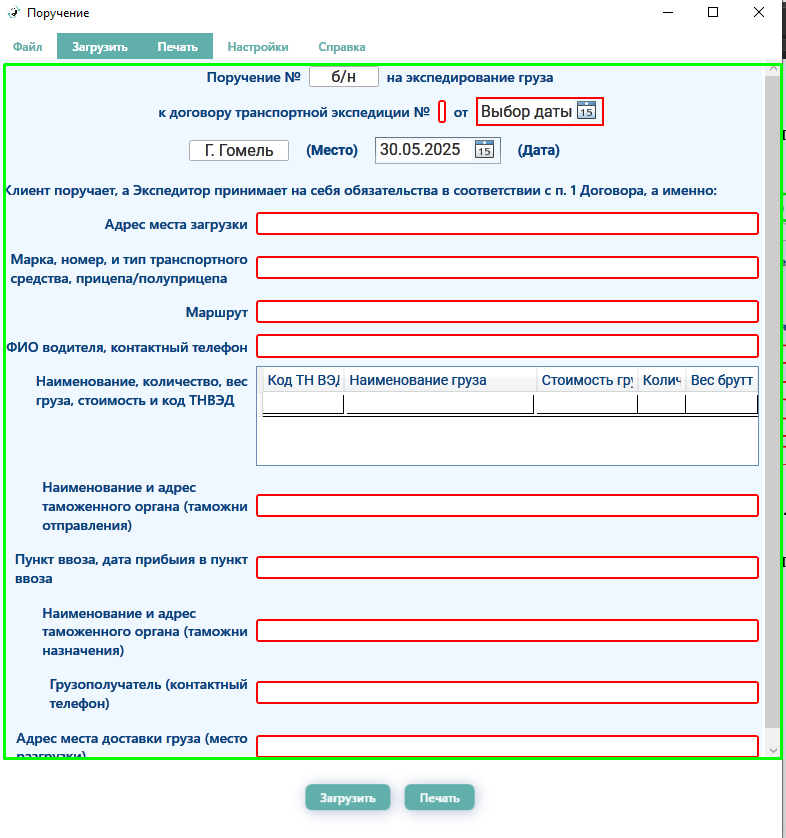 Поручение
Файл Загрузить Печать Настройки Справка
Поручение № б/н на экспедирование груза
к договору транспортной экспедиции № от Выбор даты 15
Г. Гомель (Место) 30.05.2025 15 (Дата)
Клиент поручает, а Экспедитор принимает на себя обязательства в соответствии с п. 1 Договора, а именно:
Адрес места загрузки
Марка, номер, и тип транспортного
средства, прицепа/полуприцепа
Маршрут
ФИО водителя, контактный телефон
Наименование, количество, вес
груза, стоимость и код ТНВЭД
Код ТН ВЭД Наименование груза Стоимость гру Колич Вес брутт
Наименование и адрес
таможенного органа (таможни
отправления)
Пункт ввоза, дата прибыия в пункт
ввоза
Наименование и адрес
таможенного органа (таможни
назначения)
Грузополучатель (контактный
телефон)
Адрес места доставки груза (место
разгрузки)
Загрузить Печать